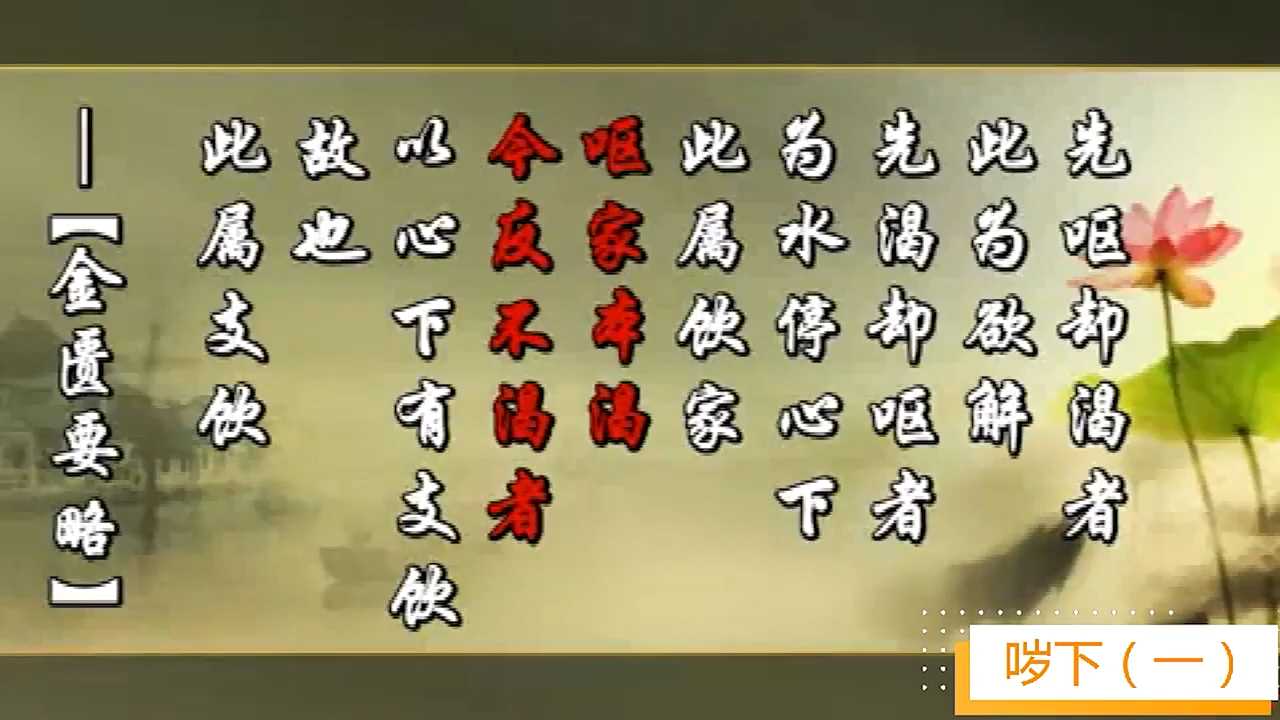 先呕却渴者
此为欲解
先渴却呕者
为水停心下
此属饮家
呕家本渴
今反不渴者
以心下有支饮
故也
此属支饮
—【金匮要略】
哕下（一）